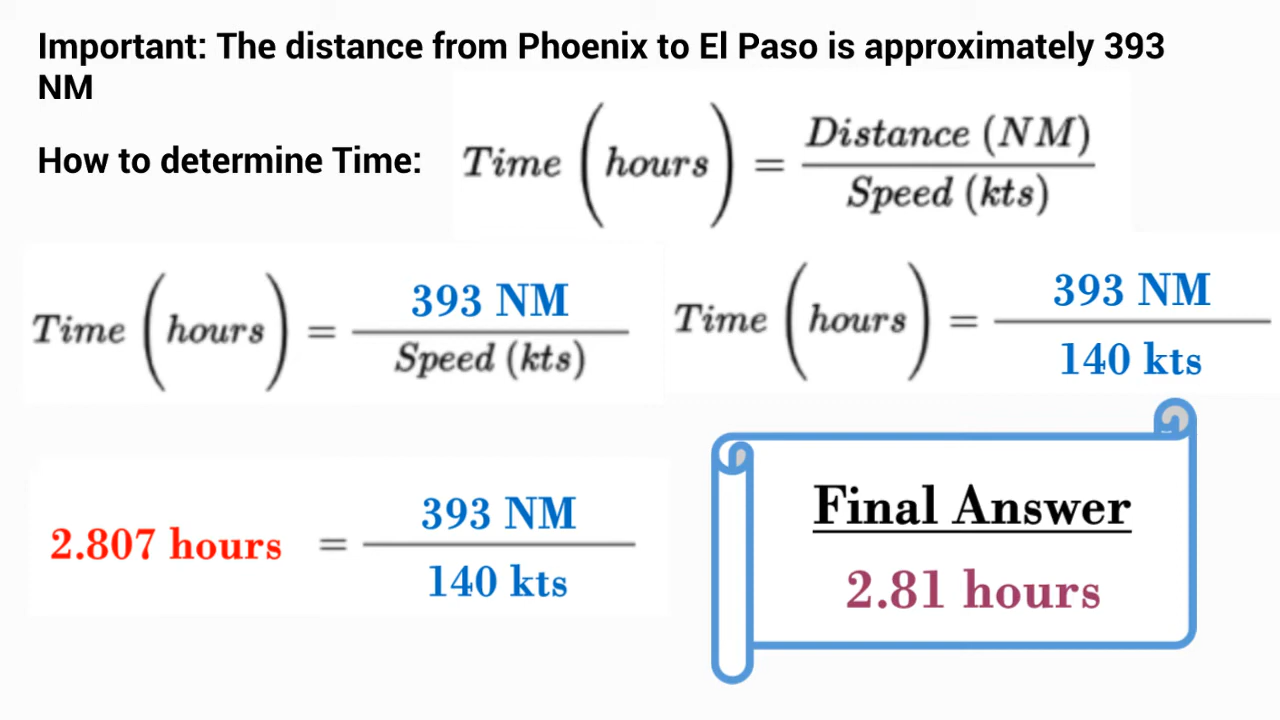 Important: The distance from Phoenix to El Paso is approximately 393
NM
How to determine Time: Time (hours) = Distance (NM) / Speed (kts)
Time (hours) = 393 NM / Speed (kts)
Time (hours) = 393 NM / 140 kts
2.807 hours = 393 NM / 140 kts
Final Answer
2.81 hours